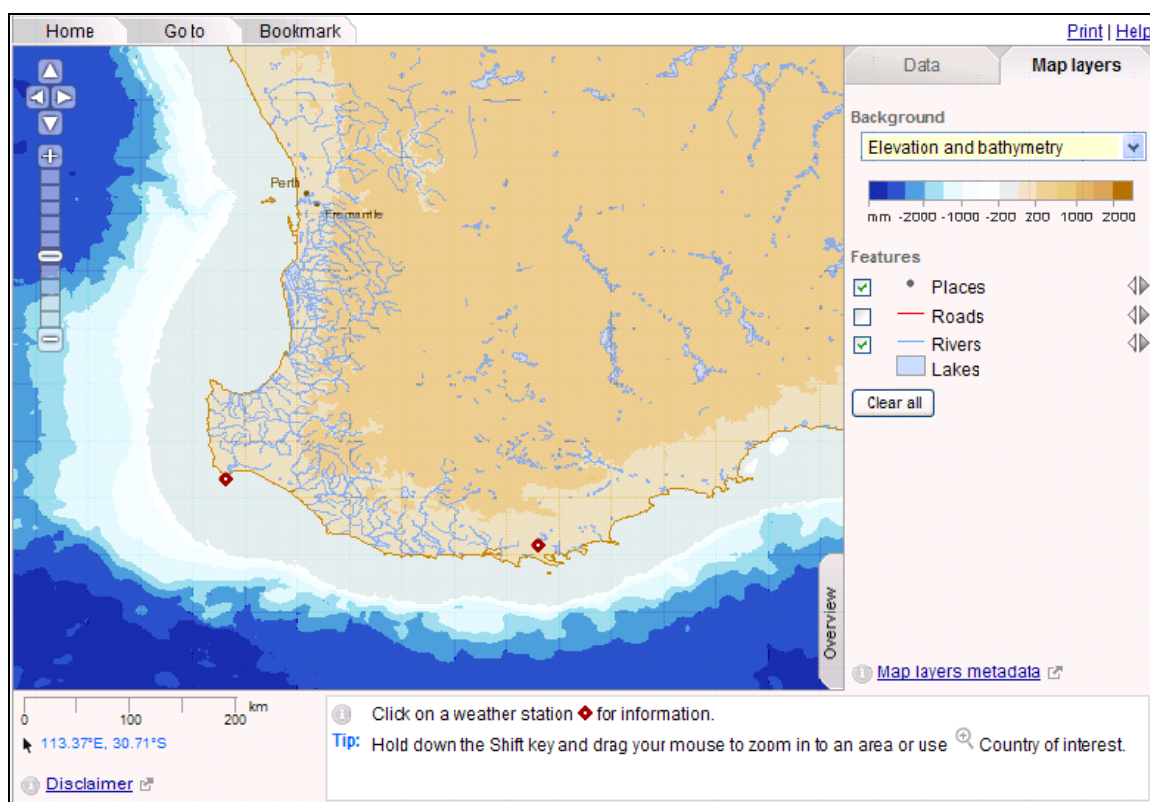 Home Go to Bookmark Print | Help
Data Map layers
Background
Elevation and bathymetry
mm -2000 -1000 -200 200 1000 2000
Features
Places
Roads
Rivers
Lakes
Clear all
Perth
Fremantle
Overview
Map layers metadata
0 100 200 km
113.37°E, 30.71°S
Disclaimer
Click on a weather station for information.
Tip: Hold down the Shift key and drag your mouse to zoom in to an area or use Country of interest.